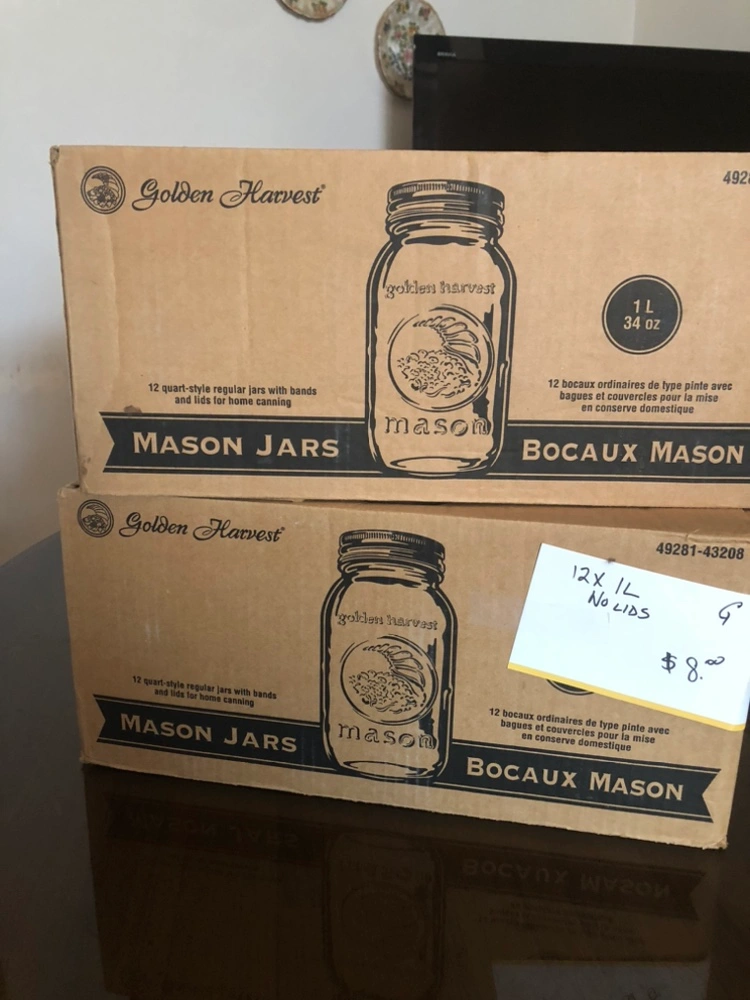 Golden Harvest®
4928
golden harvest
1 L
34 oz
mason
12 quart-style regular jars with bands
and lids for home canning
12 bocaux ordinaires de type pinte avec
bagues et couvercles pour la mise
en conserve domestique
MASON JARS
BOCAUX MASON
Golden Harvest®
49281-43208
12 X 1L
NO LIDS
G
$8.00
golden harvest
mason
12 quart-style regular jars with bands
and lids for home canning
12 bocaux ordinaires de type pinte avec
bagues et couvercles pour la mise
en conserve domestique
MASON JARS
BOCAUX MASON